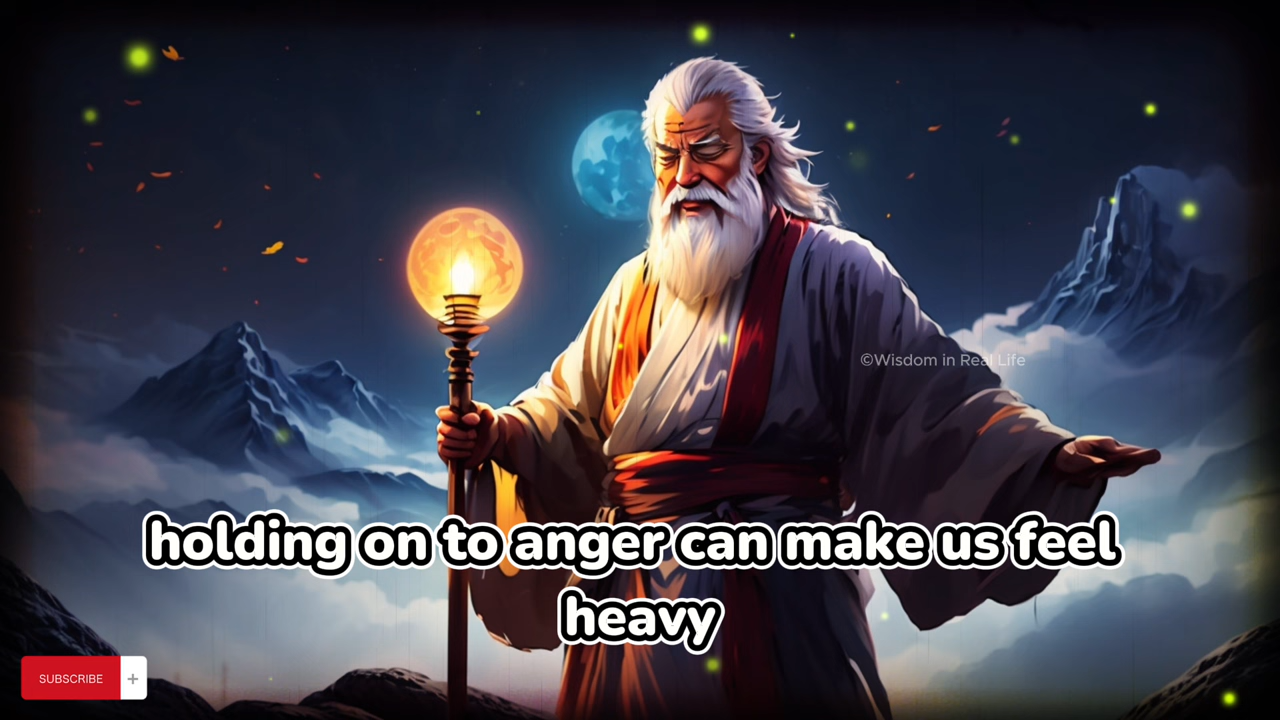 ©Wisdom in Real Life
holding on to anger can make us feel
heavy
SUBSCRIBE +